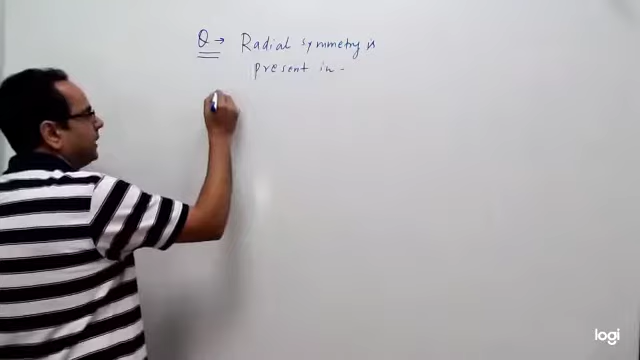 Q → Radial symmetry is
present in -
logi